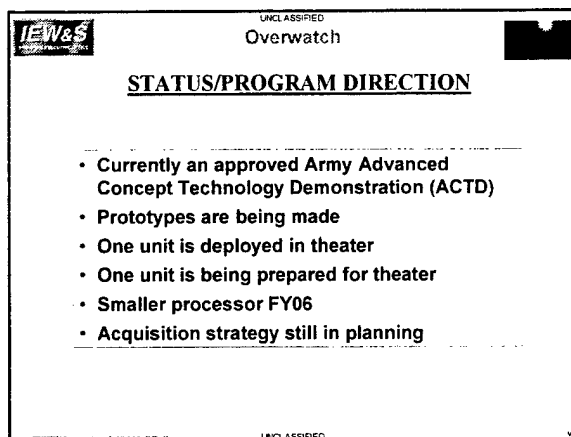 UNCLASSIFIED
IEW&S
Overwatch
STATUS/PROGRAM DIRECTION
• Currently an approved Army Advanced
Concept Technology Demonstration (ACTD)
• Prototypes are being made
• One unit is deployed in theater
• One unit is being prepared for theater
• Smaller processor FY06
• Acquisition strategy still in planning
UNCLASSIFIED